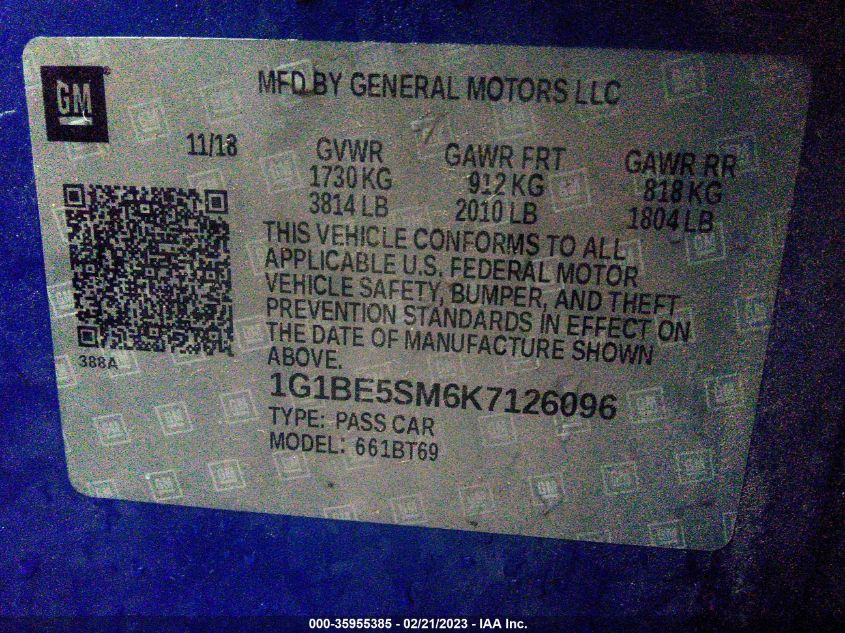 GM
MFD BY GENERAL MOTORS LLC
11/18
GVWR GAWR FRT GAWR RR
1730 KG 912 KG 818 KG
3814 LB 2010 LB 1804 LB
THIS VEHICLE CONFORMS TO ALL
APPLICABLE U.S. FEDERAL MOTOR
VEHICLE SAFETY, BUMPER, AND THEFT
PREVENTION STANDARDS IN EFFECT ON
THE DATE OF MANUFACTURE SHOWN
ABOVE.
388A
1G1BE5SM6K7126096
TYPE: PASS CAR
MODEL: 661BT69
000-35955385 - 02/21/2023 - IAA Inc.